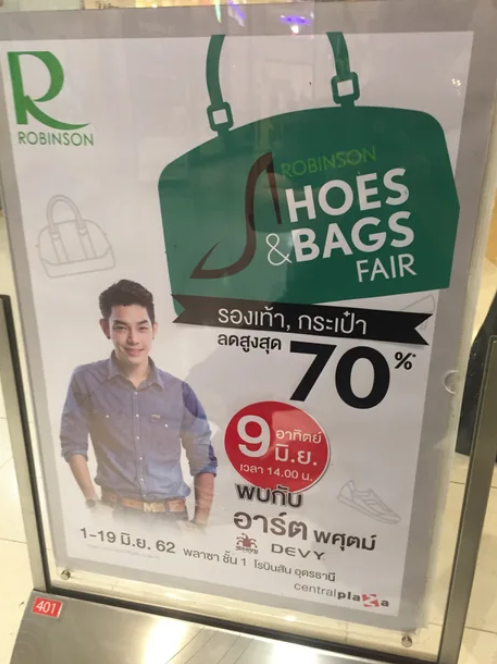 ROBINSON
ROBINSON
SHOES
&BAGS
FAIR
รองเท้า, กระเป๋า
ลดสูงสุด 70%*
9 อาทิตย์
มิ.ย.
เวลา 14.00 น.
พบกับ
อาร์ต พศุตม์
DEVY
1-19 มิ.ย. 62 พลาซา ชั้น 1 โรบินสัน อุดรธานี
centralplaza
401